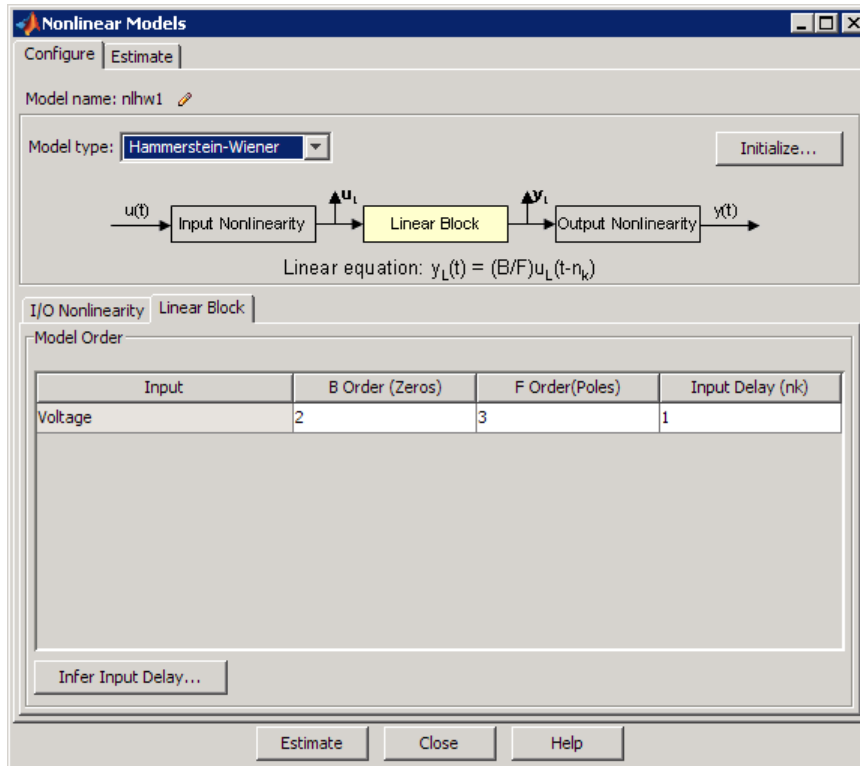 Nonlinear Models
Configure Estimate
Model name: nlhw1
Model type: Hammerstein-Wiener Initialize...
u(t) Input Nonlinearity uL Linear Block yL Output Nonlinearity y(t)
Linear equation: yL(t) = (B/F)uL(t-nk)
I/O Nonlinearity Linear Block
Model Order
Input B Order (Zeros) F Order(Poles) Input Delay (nk)
Voltage 2 3 1
Infer Input Delay...
Estimate Close Help